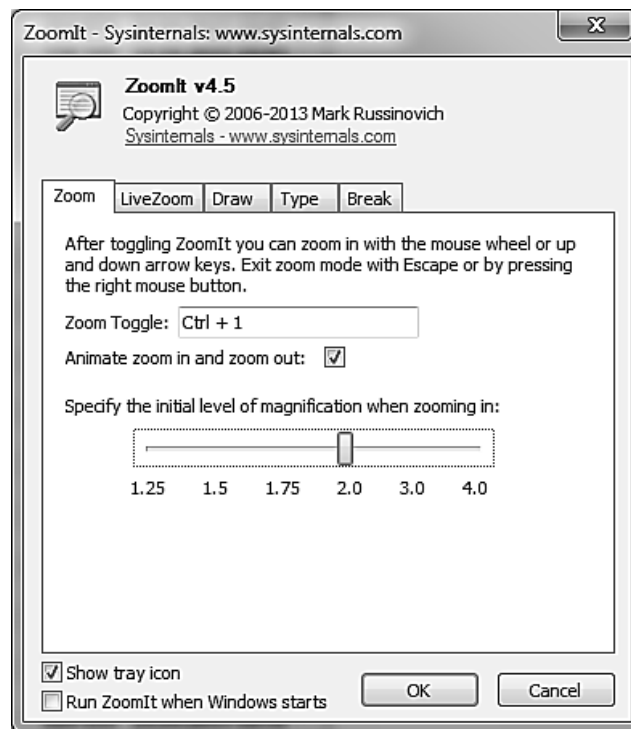 ZoomIt - Sysinternals: www.sysinternals.com
X
ZoomIt v4.5
Copyright © 2006-2013 Mark Russinovich
Sysinternals - www.sysinternals.com
Zoom LiveZoom Draw Type Break
After toggling ZoomIt you can zoom in with the mouse wheel or up
and down arrow keys. Exit zoom mode with Escape or by pressing
the right mouse button.
Zoom Toggle: Ctrl + 1
Animate zoom in and zoom out:
Specify the initial level of magnification when zooming in:
1.25 1.5 1.75 2.0 3.0 4.0
Show tray icon
Run ZoomIt when Windows starts
OK Cancel